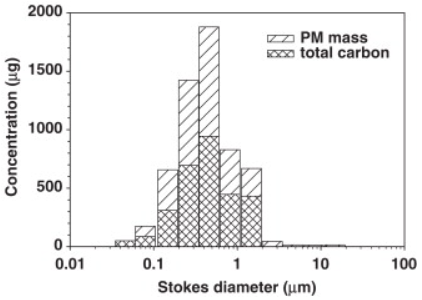 2000
1500
1000
500
0
Concentration (μg)
PM mass
total carbon
0.01 0.1 1 10 100
Stokes diameter (μm)